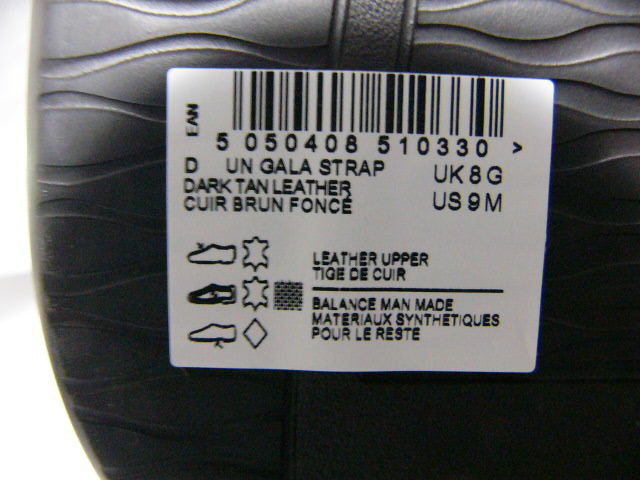 EAN
5 050408 510330 >
D UN GALA STRAP UK 8 G
DARK TAN LEATHER US 9 M
CUIR BRUN FONCÉ
LEATHER UPPER
TIGE DE CUIR
BALANCE MAN MADE
MATERIAUX SYNTHETIQUES
POUR LE RESTE